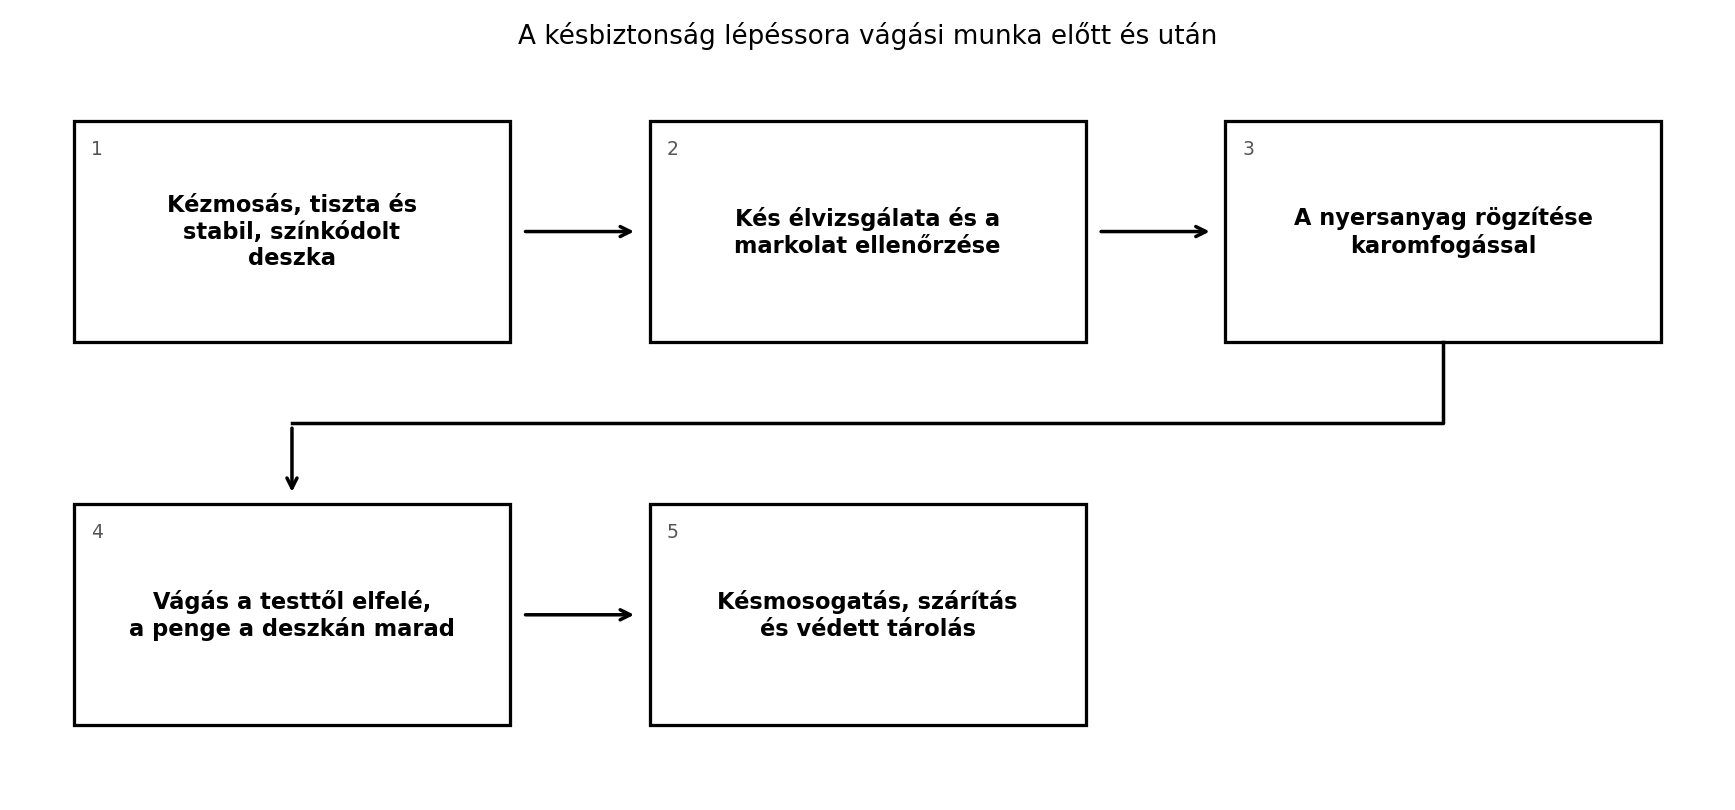 A késbiztonság lépéssora vágási munka előtt és után
1
Kézmosás, tiszta és
stabil, színkódolt
deszka
2
Kés élvizsgálata és a
markolat ellenőrzése
3
A nyersanyag rögzítése
karomfogással
4
Vágás a testtől elfelé,
a penge a deszkán marad
5
Késmosogatás, szárítás
és védett tárolás